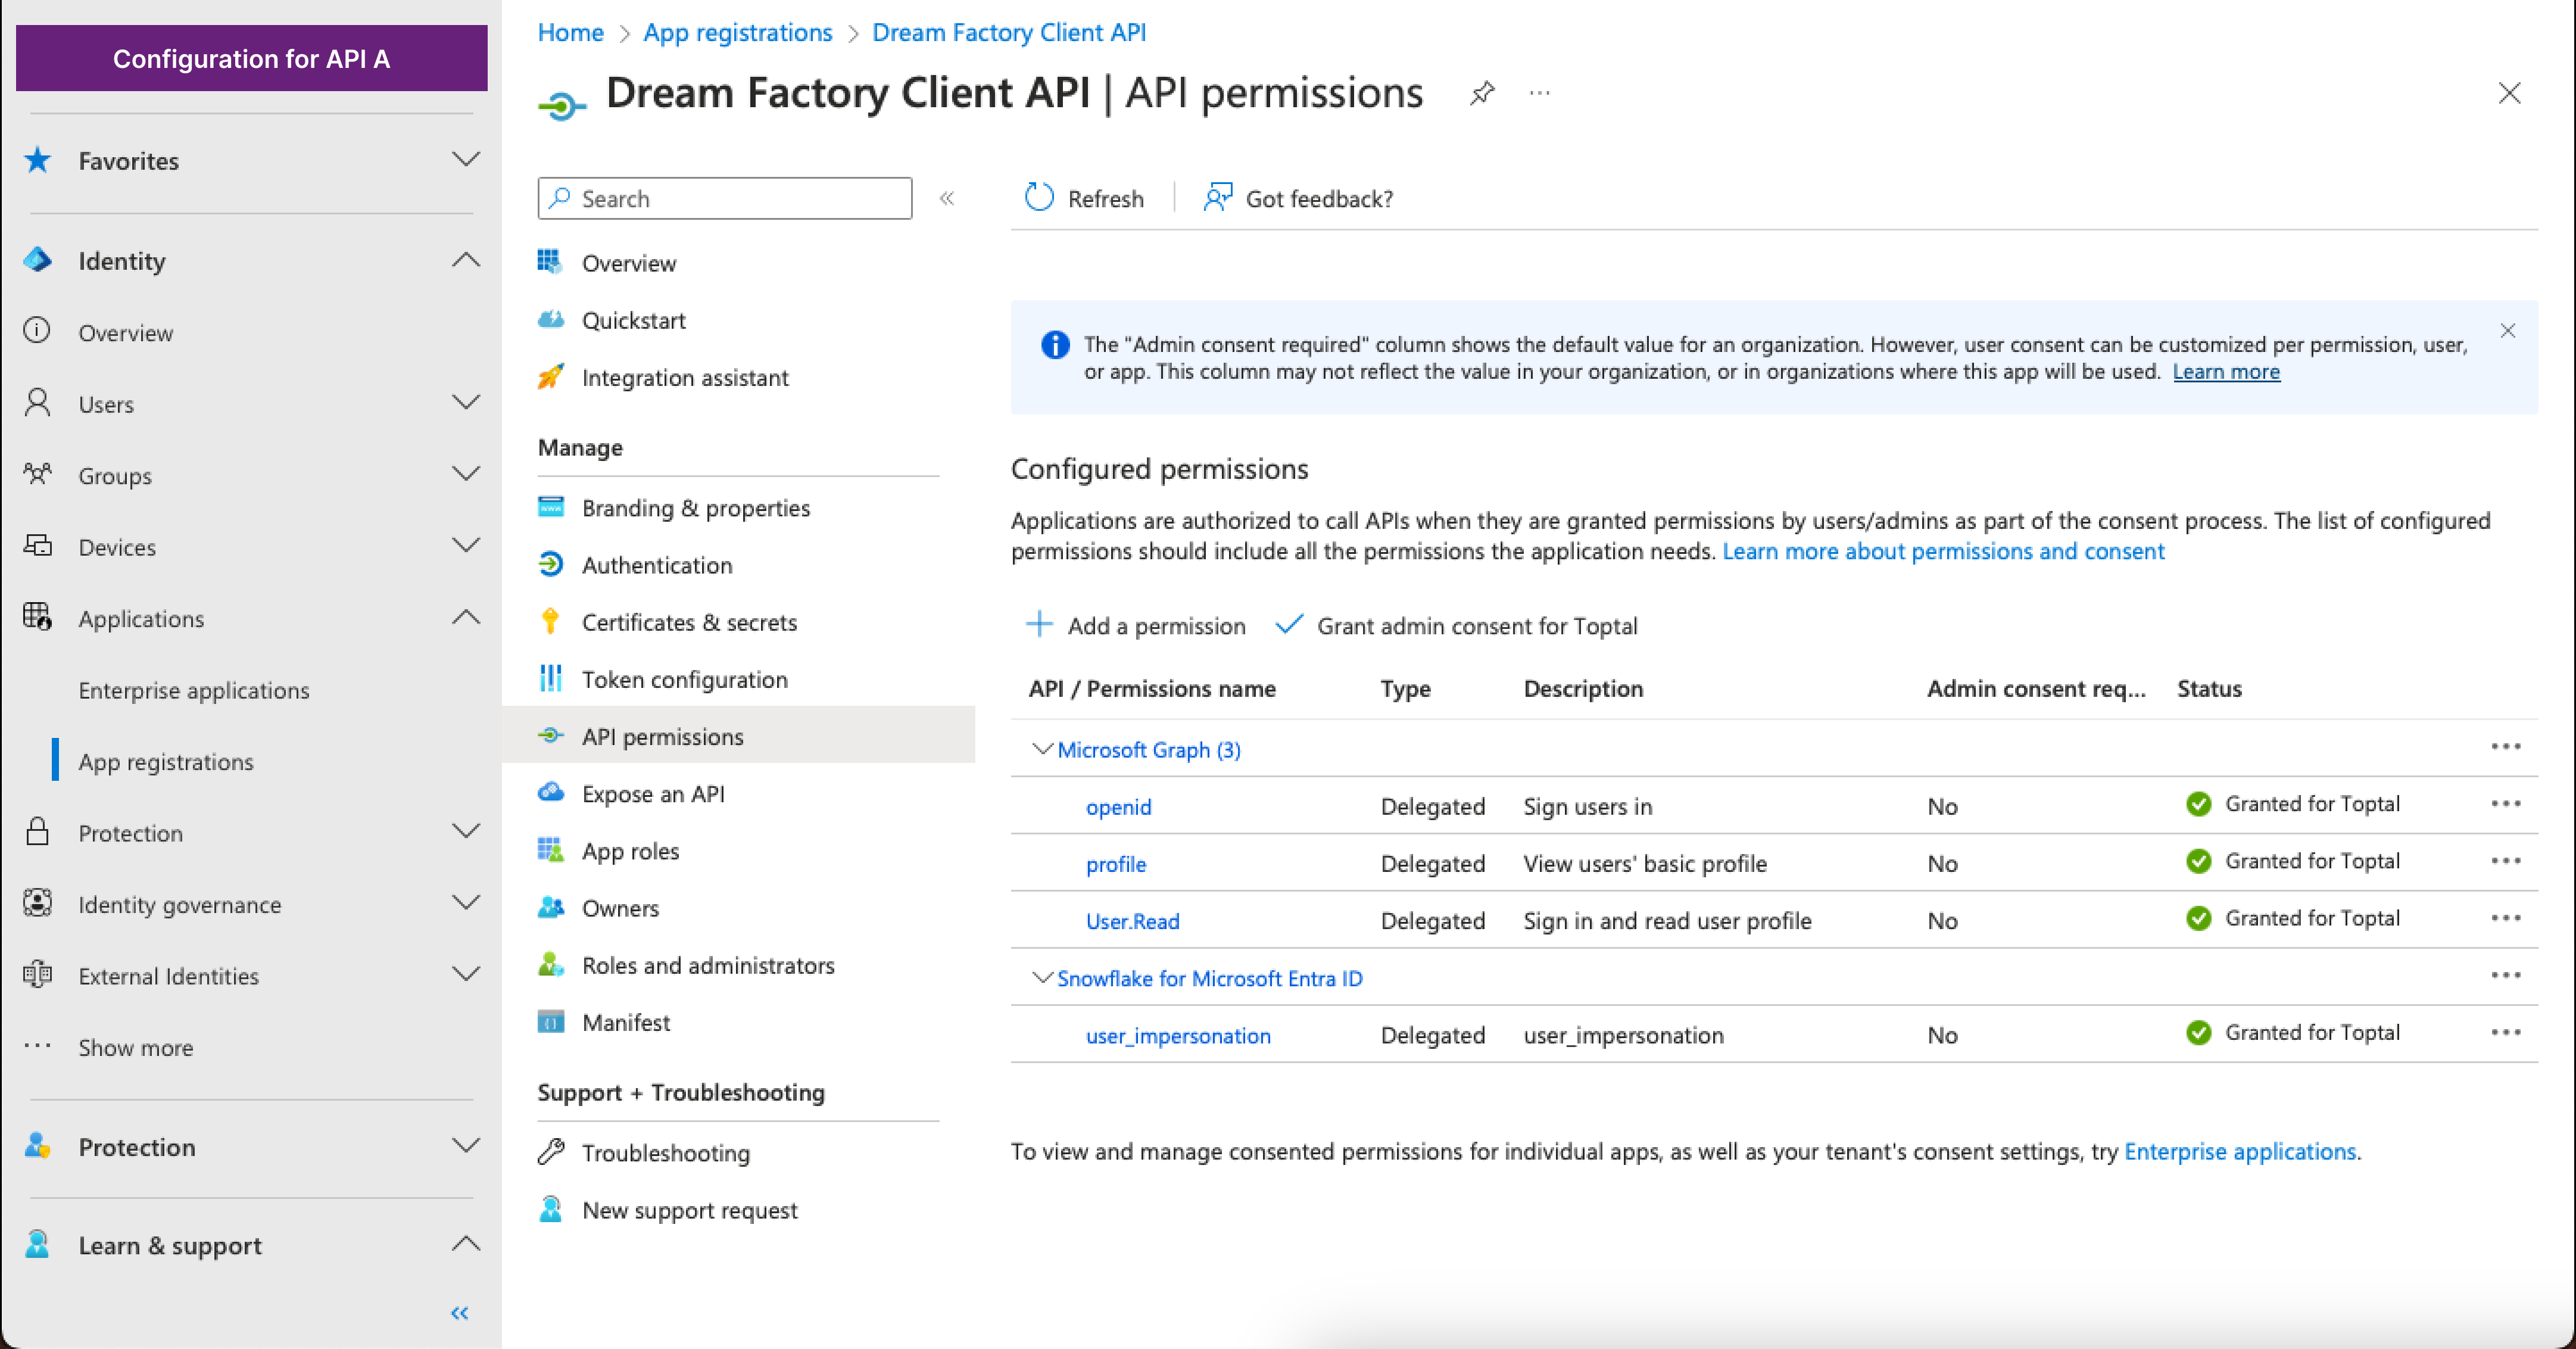 Configuration for API A
Favorites
Identity
Overview
Users
Groups
Devices
Applications
Enterprise applications
App registrations
Protection
Identity governance
External Identities
Show more
Protection
Learn & support
Home > App registrations > Dream Factory Client API
Dream Factory Client API | API permissions
Search
Overview
Quickstart
Integration assistant
Manage
Branding & properties
Authentication
Certificates & secrets
Token configuration
API permissions
Expose an API
App roles
Owners
Roles and administrators
Manifest
Support + Troubleshooting
Troubleshooting
New support request
Refresh
Got feedback?
The "Admin consent required" column shows the default value for an organization. However, user consent can be customized per permission, user,
or app. This column may not reflect the value in your organization, or in organizations where this app will be used. Learn more
Configured permissions
Applications are authorized to call APIs when they are granted permissions by users/admins as part of the consent process. The list of configured
permissions should include all the permissions the application needs. Learn more about permissions and consent
Add a permission Grant admin consent for Toptal
API / Permissions name Type Description Admin consent req... Status
Microsoft Graph (3)
openid Delegated Sign users in No Granted for Toptal
profile Delegated View users' basic profile No Granted for Toptal
User.Read Delegated Sign in and read user profile No Granted for Toptal
Snowflake for Microsoft Entra ID
user_impersonation Delegated user_impersonation No Granted for Toptal
To view and manage consented permissions for individual apps, as well as your tenant's consent settings, try Enterprise applications.